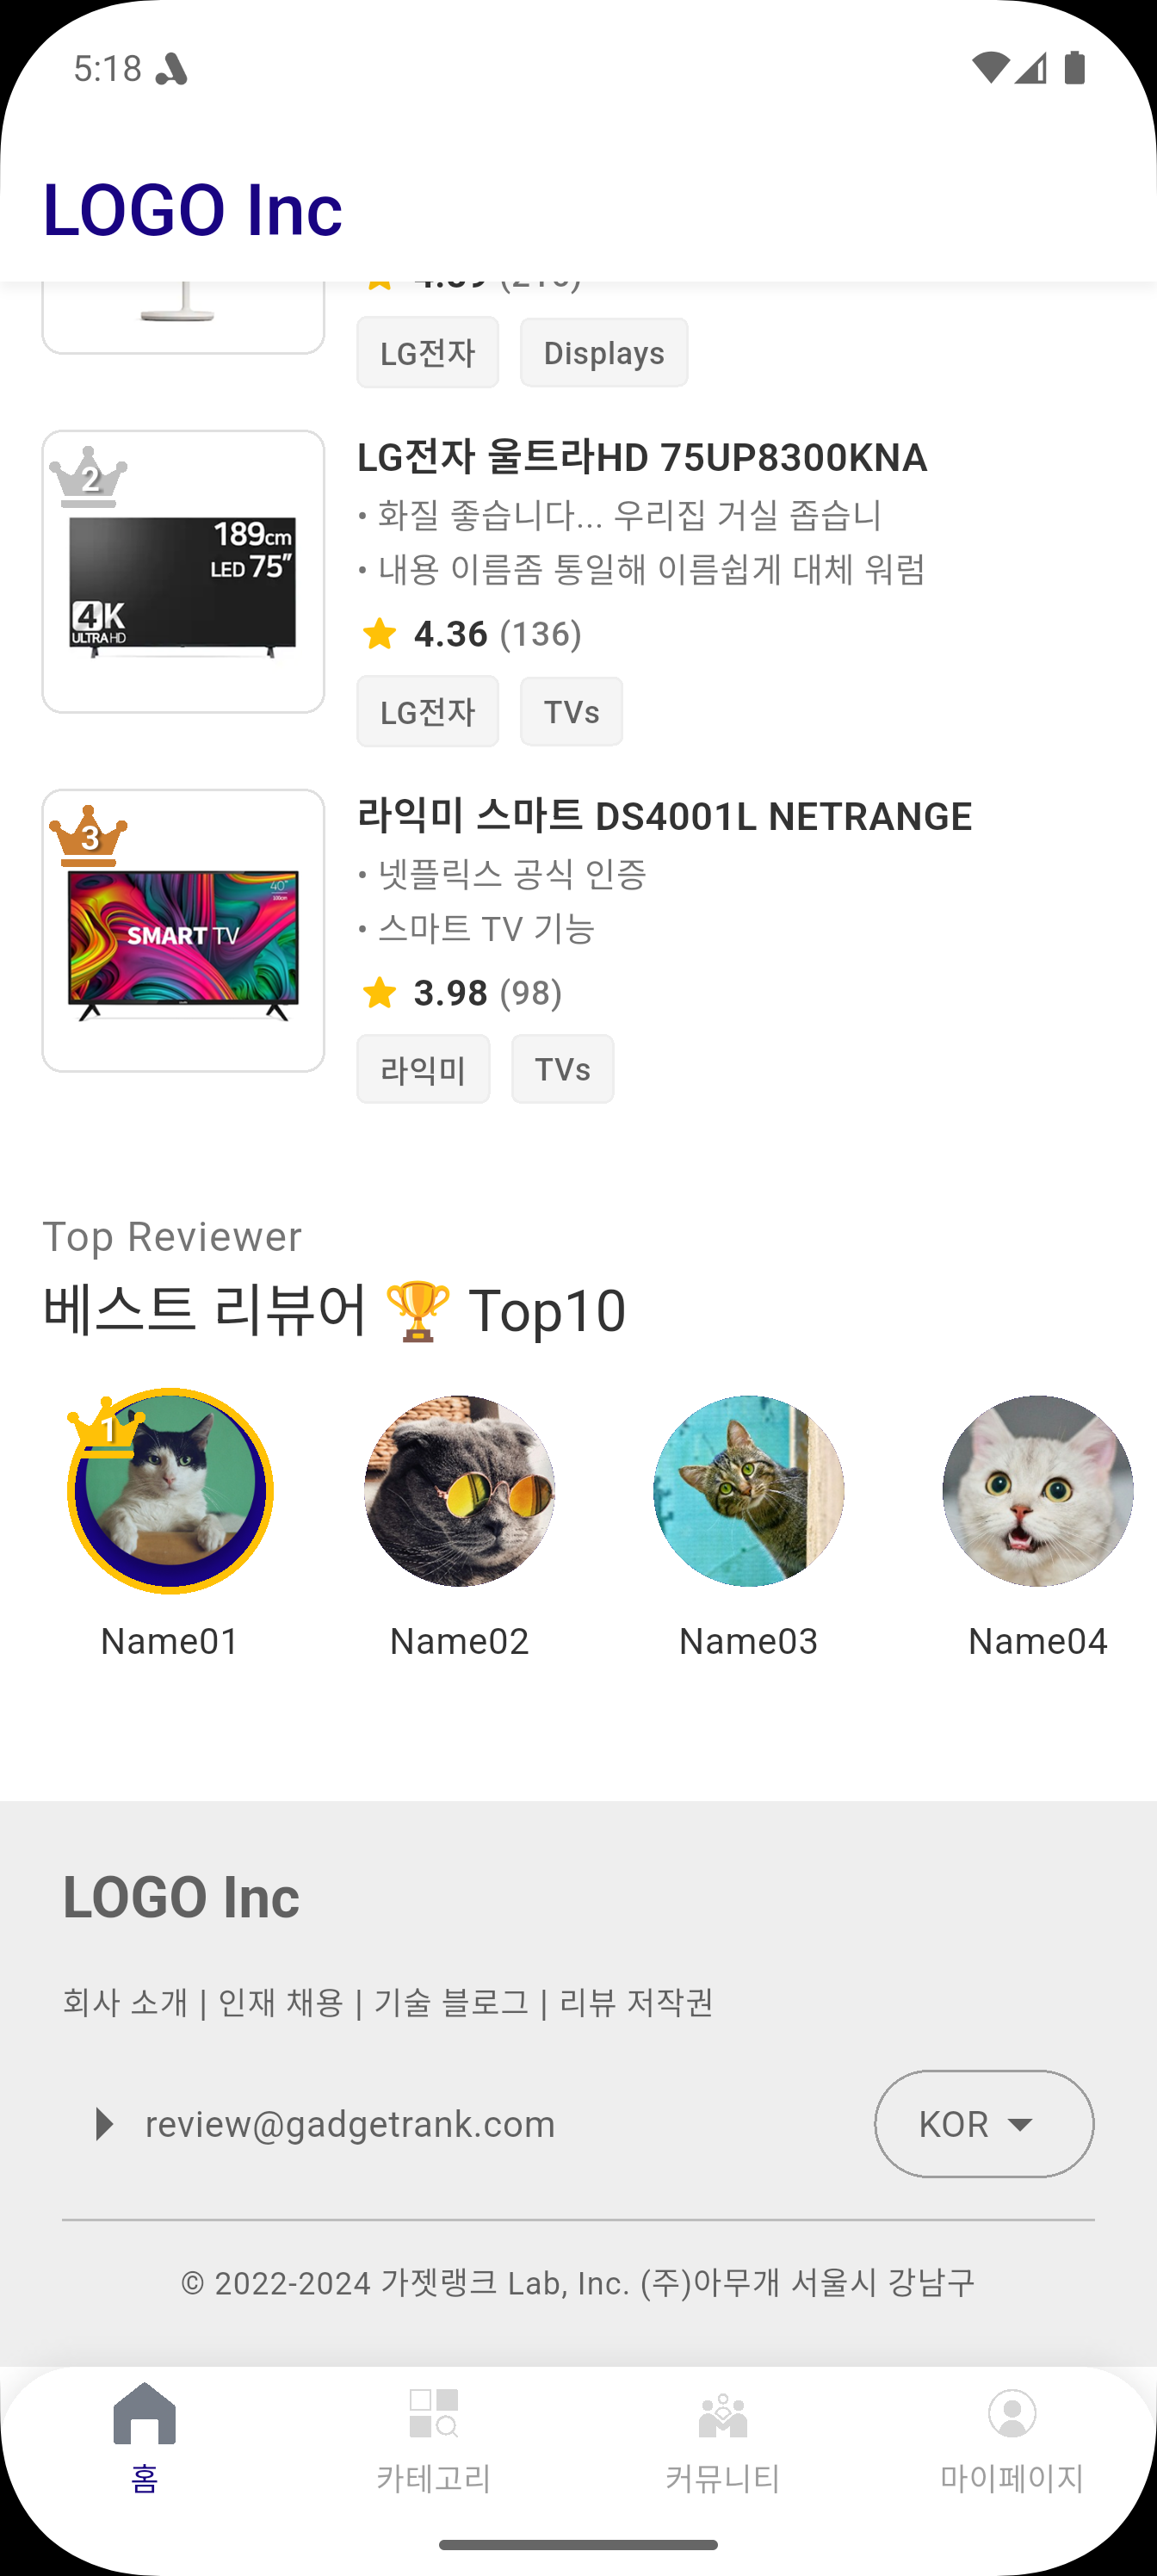 5:18
LOGO Inc
4.89 (216)
LG전자 Displays
2
LG전자 울트라HD 75UP8300KNA
• 화질 좋습니다... 우리집 거실 좁습니
• 내용 이름좀 통일해 이름쉽게 대체 워럼
189cm
LED 75”
4K
ULTRA HD
4.36 (136)
LG전자 TVs
3
라익미 스마트 DS4001L NETRANGE
• 넷플릭스 공식 인증
• 스마트 TV 기능
40"
100cm
SMART TV
3.98 (98)
라익미 TVs
Top Reviewer
베스트 리뷰어 🏆 Top10
1
Name01 Name02 Name03 Name04
LOGO Inc
회사 소개 | 인재 채용 | 기술 블로그 | 리뷰 저작권
review@gadgetrank.com KOR
© 2022-2024 가젯랭크 Lab, Inc. (주)아무개 서울시 강남구
홈 카테고리 커뮤니티 마이페이지